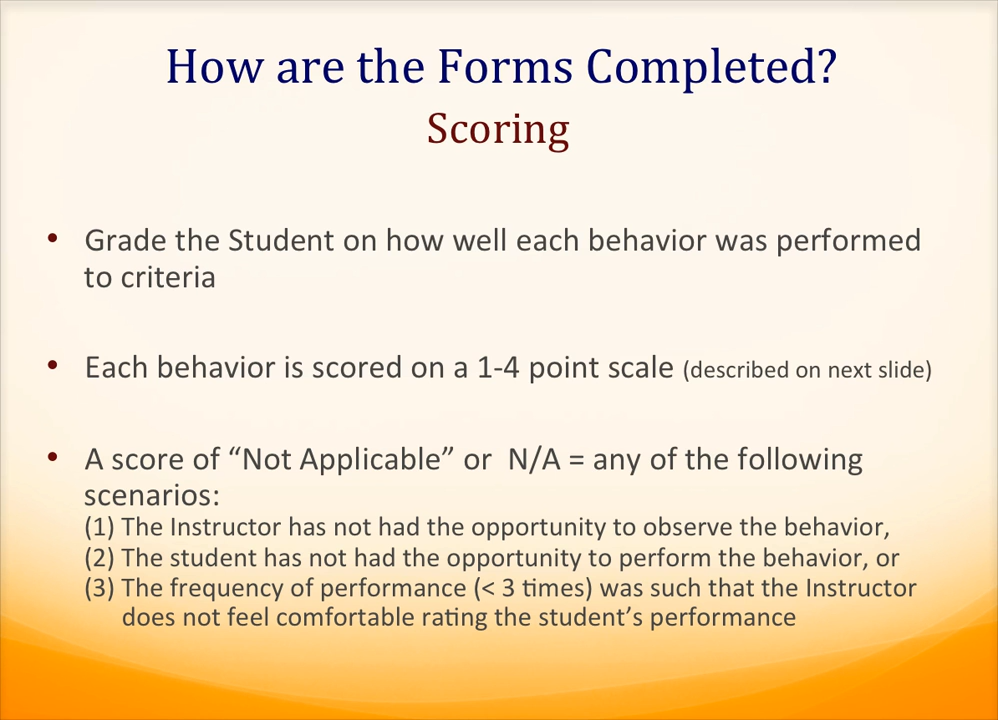 How are the Forms Completed?
Scoring
• Grade the Student on how well each behavior was performed
to criteria
• Each behavior is scored on a 1-4 point scale (described on next slide)
• A score of “Not Applicable” or  N/A = any of the following
scenarios:
(1) The Instructor has not had the opportunity to observe the behavior,
(2) The student has not had the opportunity to perform the behavior, or
(3) The frequency of performance (< 3 times) was such that the Instructor
does not feel comfortable rating the student’s performance